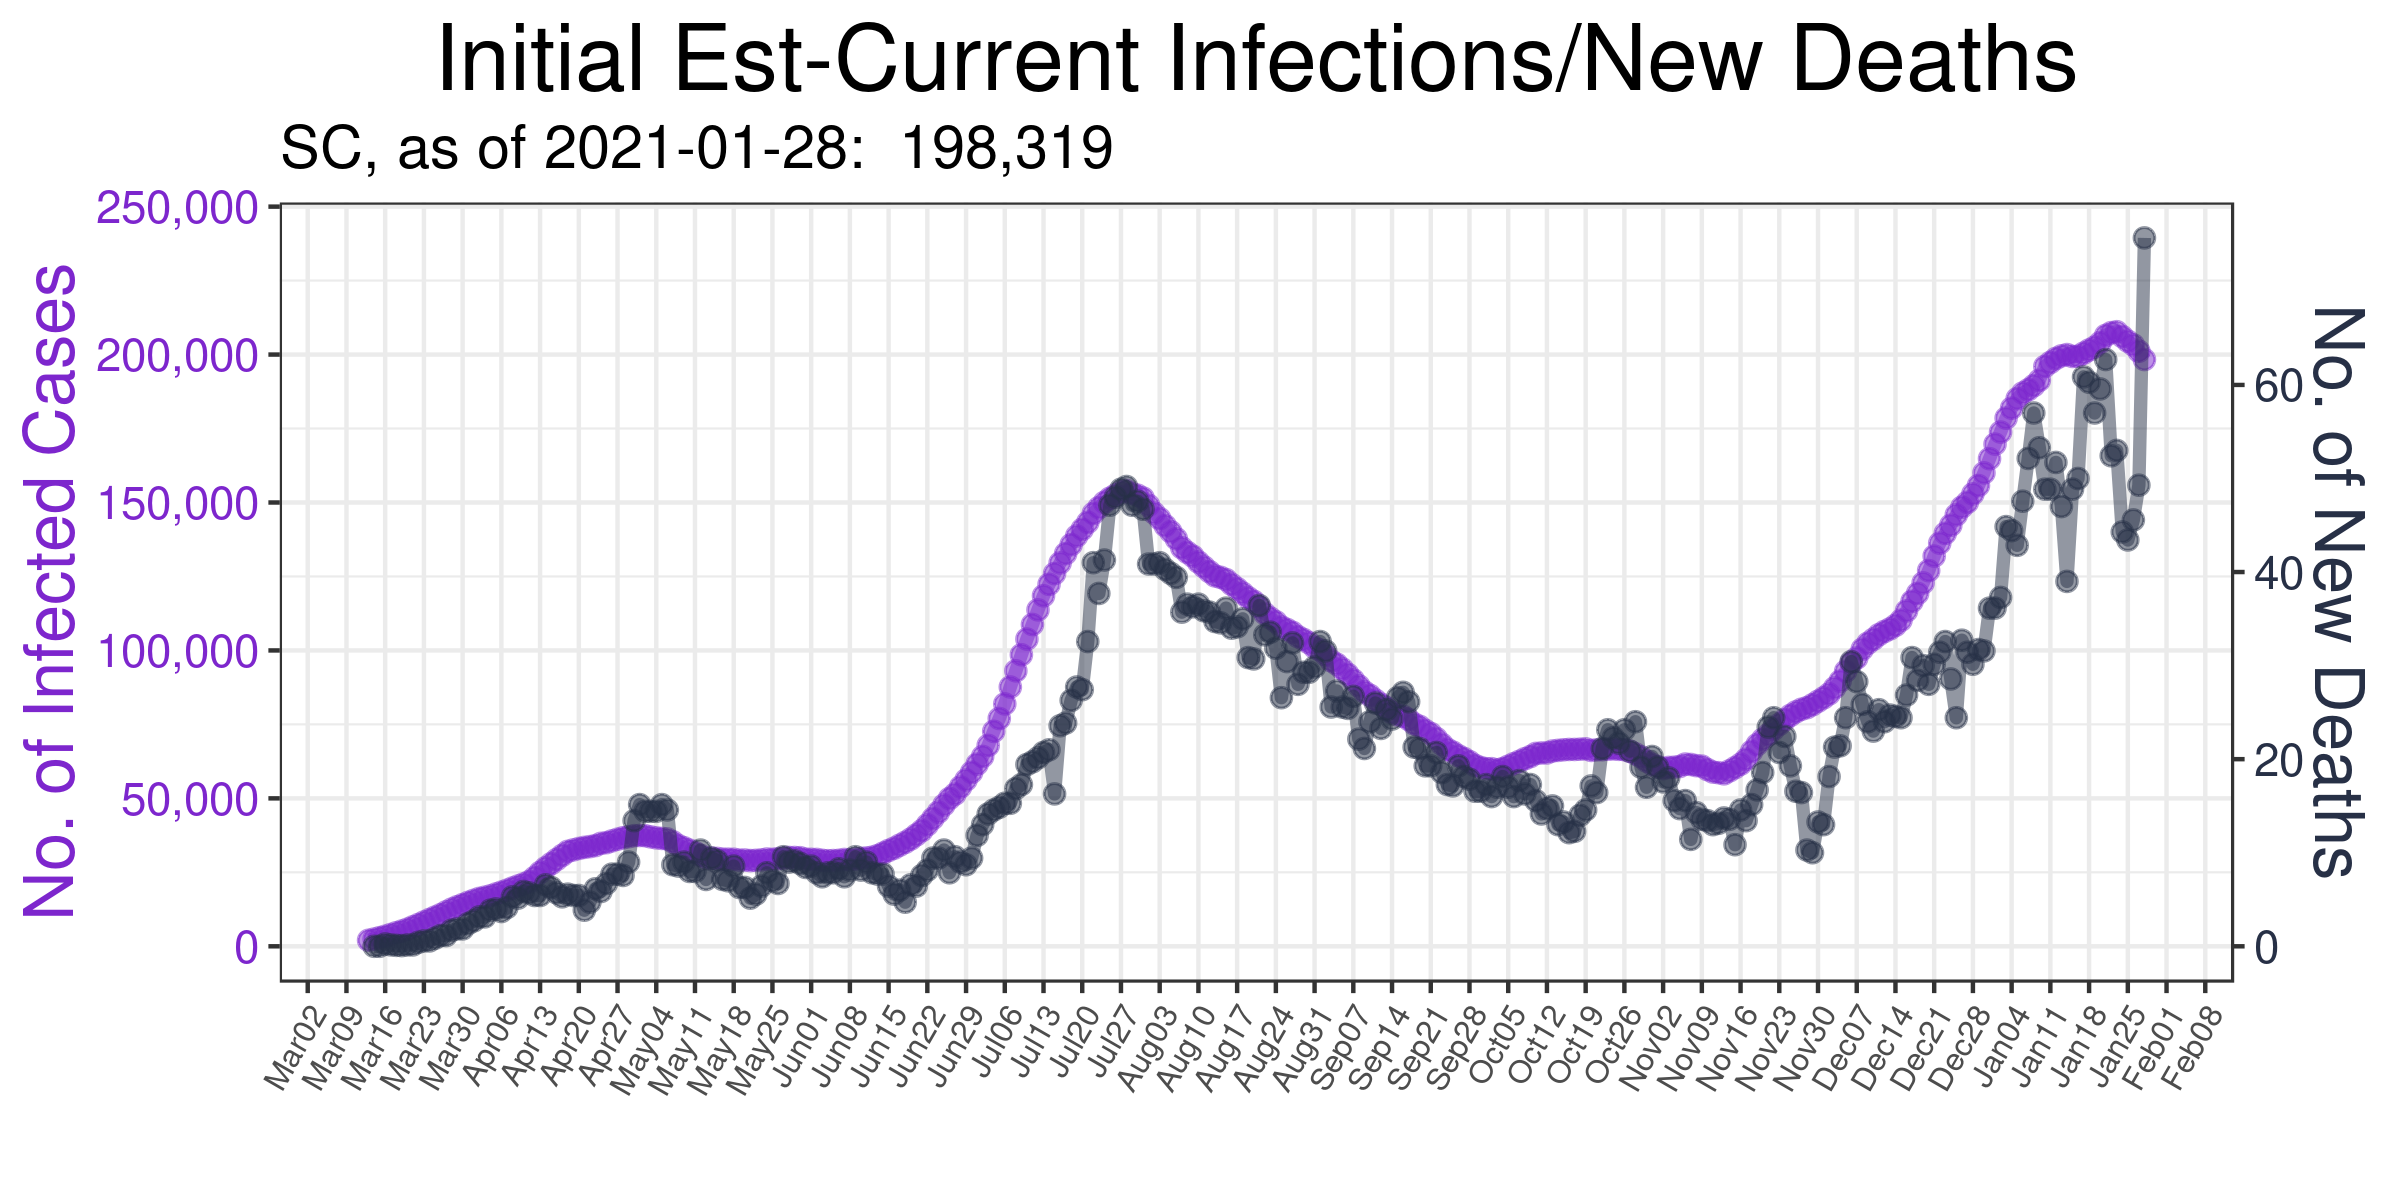 Initial Est-Current Infections/New Deaths
SC, as of 2021-01-28:  198,319
No. of Infected Cases
250,000
200,000
150,000
100,000
50,000
0
No. of New Deaths
60
40
20
0
Mar02
Mar09
Mar16
Mar23
Mar30
Apr06
Apr13
Apr20
Apr27
May04
May11
May18
May25
Jun01
Jun08
Jun15
Jun22
Jun29
Jul06
Jul13
Jul20
Jul27
Aug03
Aug10
Aug17
Aug24
Aug31
Sep07
Sep14
Sep21
Sep28
Oct05
Oct12
Oct19
Oct26
Nov02
Nov09
Nov16
Nov23
Nov30
Dec07
Dec14
Dec21
Dec28
Jan04
Jan11
Jan18
Jan25
Feb01
Feb08